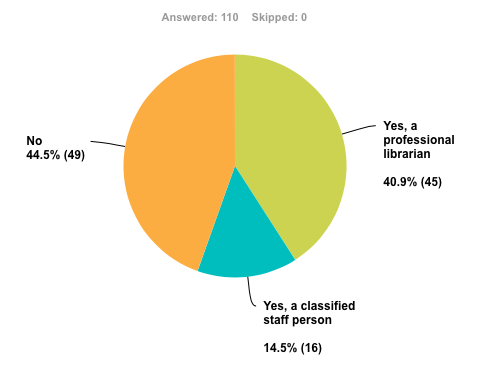 Answered: 110    Skipped: 0
Yes, a
professional
librarian
40.9% (45)
No
44.5% (49)
Yes, a classified
staff person
14.5% (16)